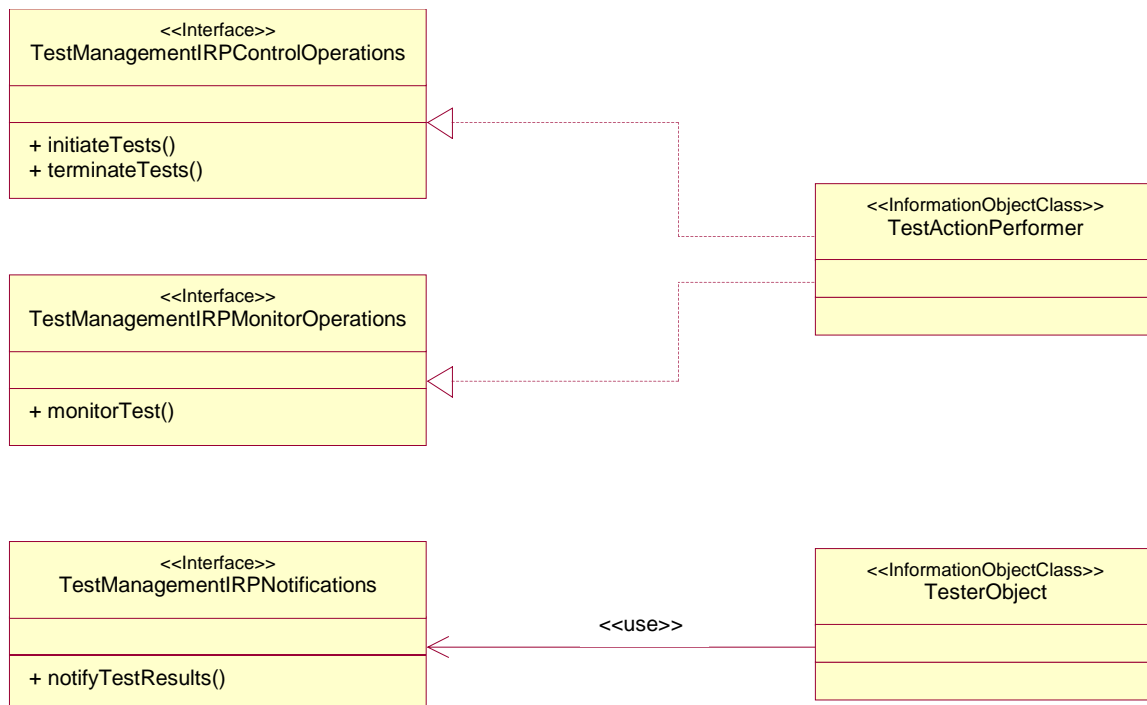 <<Interface>>
TestManagementIRPControlOperations
+ initiateTests()
+ terminateTests()
<<InformationObjectClass>>
TestActionPerformer
<<Interface>>
TestManagementIRPMonitorOperations
+ monitorTest()
<<Interface>>
TestManagementIRPNotifications
+ notifyTestResults()
<<use>>
<<InformationObjectClass>>
TesterObject